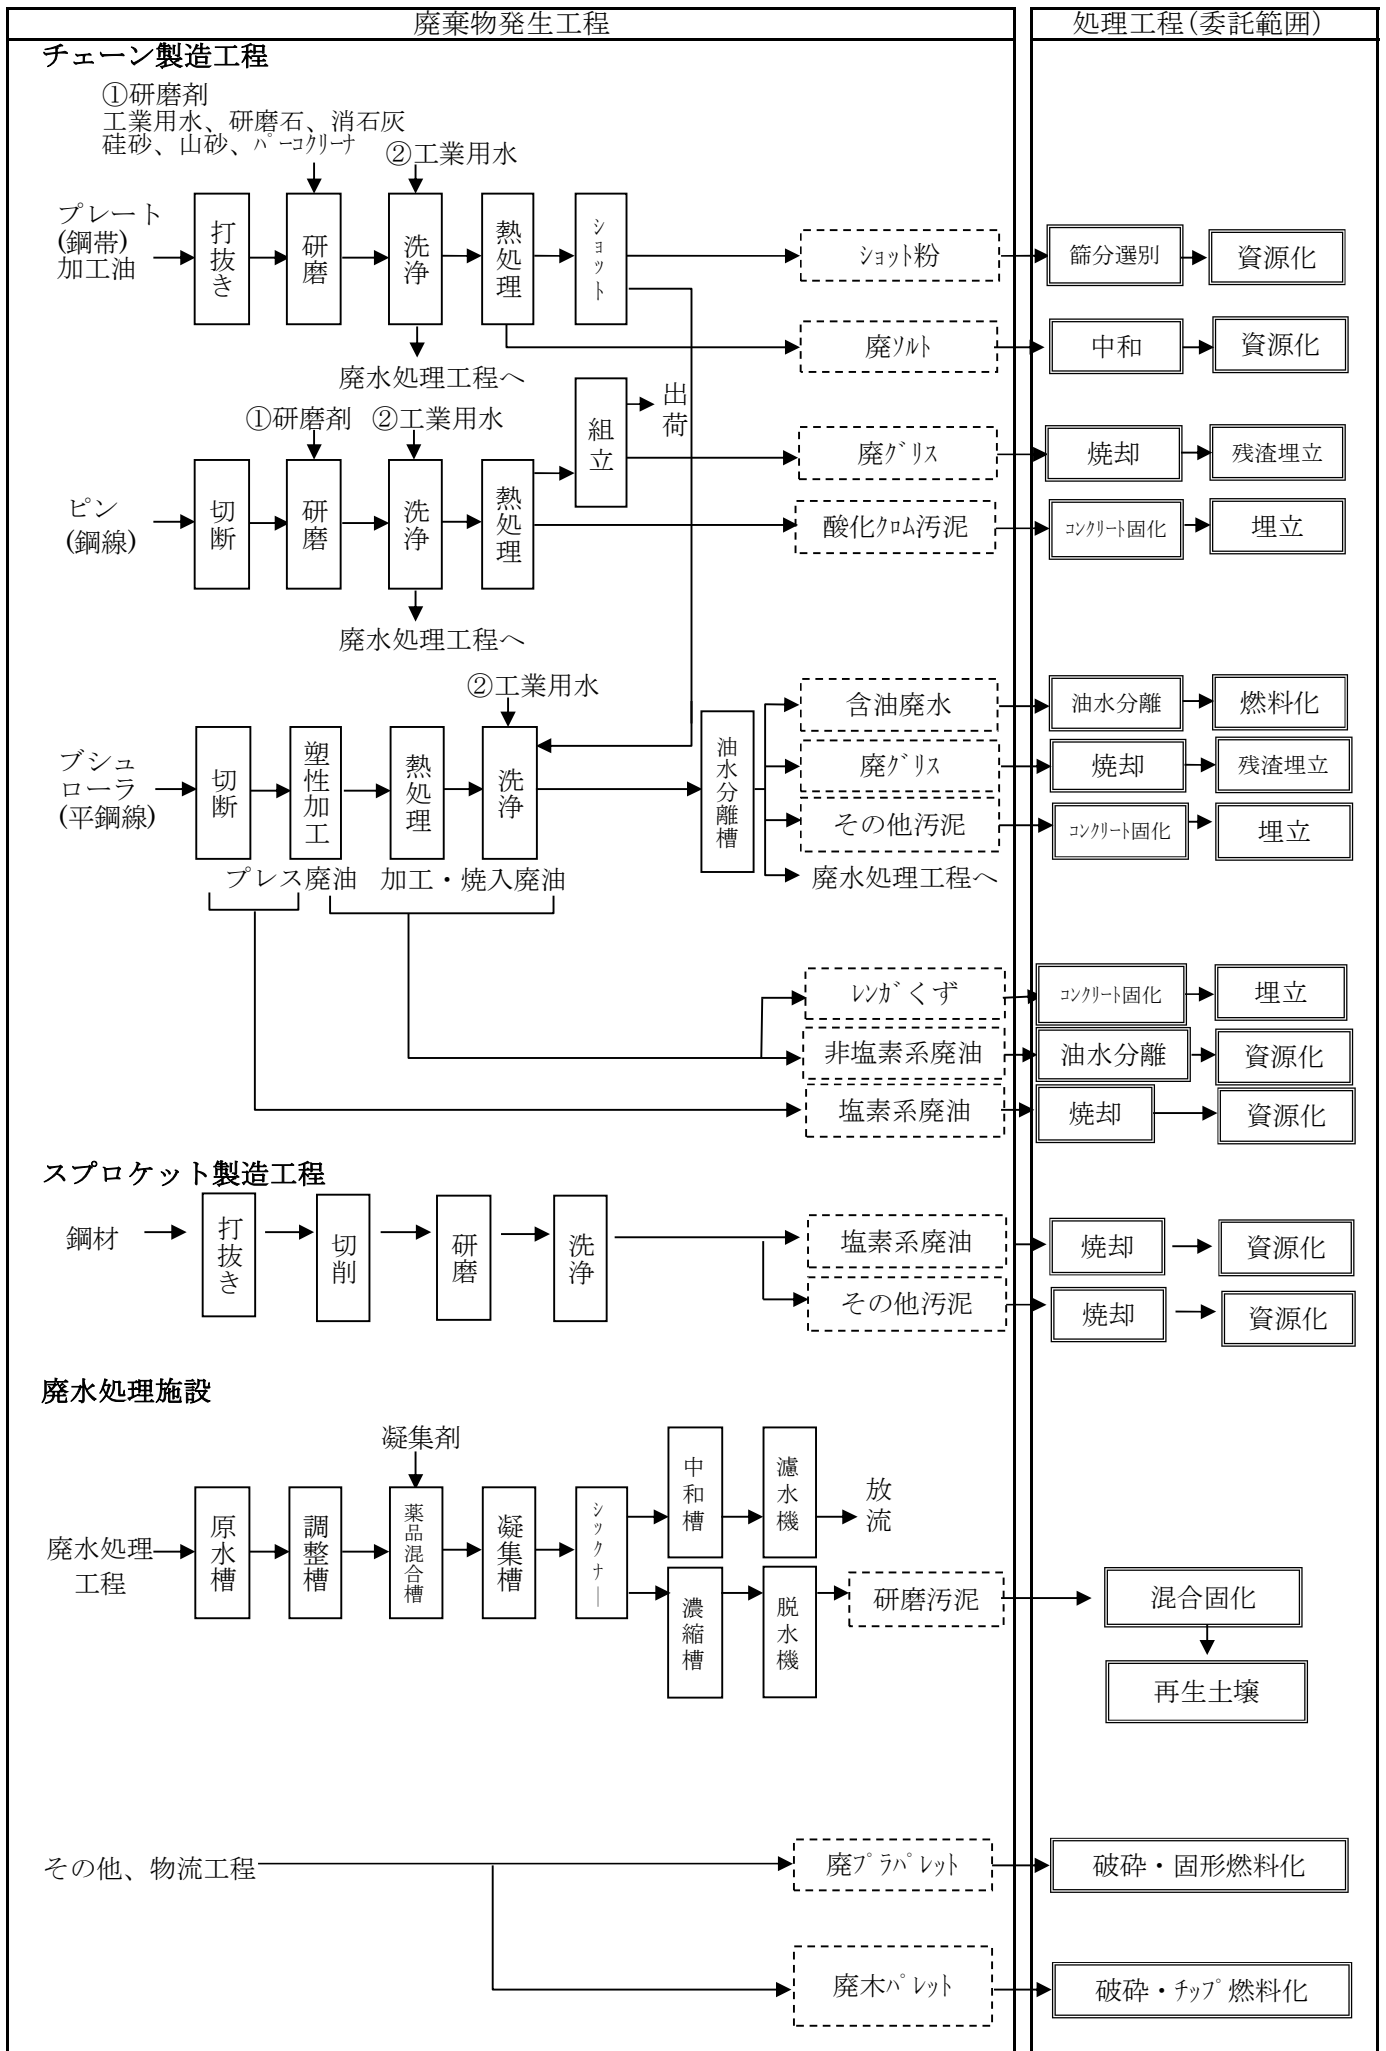 廃棄物発生工程
処理工程(委託範囲)
チェーン製造工程
①研磨剤
工業用水、研磨石、消石灰
硅砂、山砂、ﾊﾟｰｺｸﾘｰﾅ
②工業用水
プレート
(鋼帯)
加工油
打抜き
研磨
洗浄
熱処理
ショット
ｼｮｯﾄ粉
篩分選別
資源化
廃ｿﾙﾄ
中和
資源化
廃水処理工程へ
①研磨剤
②工業用水
組立
出荷
廃ｸﾞﾘｽ
焼却
残渣埋立
ピン
(鋼線)
切断
研磨
洗浄
熱処理
酸化ｸﾛﾑ汚泥
ｺﾝｸﾘｰﾄ固化
埋立
廃水処理工程へ
②工業用水
ブシュ
ローラ
(平鋼線)
切断
塑性加工
熱処理
洗浄
油水分離槽
含油廃水
油水分離
燃料化
廃ｸﾞﾘｽ
焼却
残渣埋立
その他汚泥
ｺﾝｸﾘｰﾄ固化
埋立
廃水処理工程へ
プレス廃油
加工・焼入廃油
ﾚﾝｶﾞくず
ｺﾝｸﾘｰﾄ固化
埋立
非塩素系廃油
油水分離
資源化
塩素系廃油
焼却
資源化
スプロケット製造工程
鋼材
打抜き
切削
研磨
洗浄
塩素系廃油
焼却
資源化
その他汚泥
焼却
資源化
廃水処理施設
凝集剤
廃水処理
工程
原水槽
調整槽
薬品混合槽
凝集槽
シックナー
中和槽
濾水機
放流
濃縮槽
脱水機
研磨汚泥
混合固化
再生土壌
その他、物流工程
廃ﾌﾟﾗﾊﾟﾚｯﾄ
破砕・固形燃料化
廃木ﾊﾟﾚｯﾄ
破砕・ﾁｯﾌﾟ燃料化